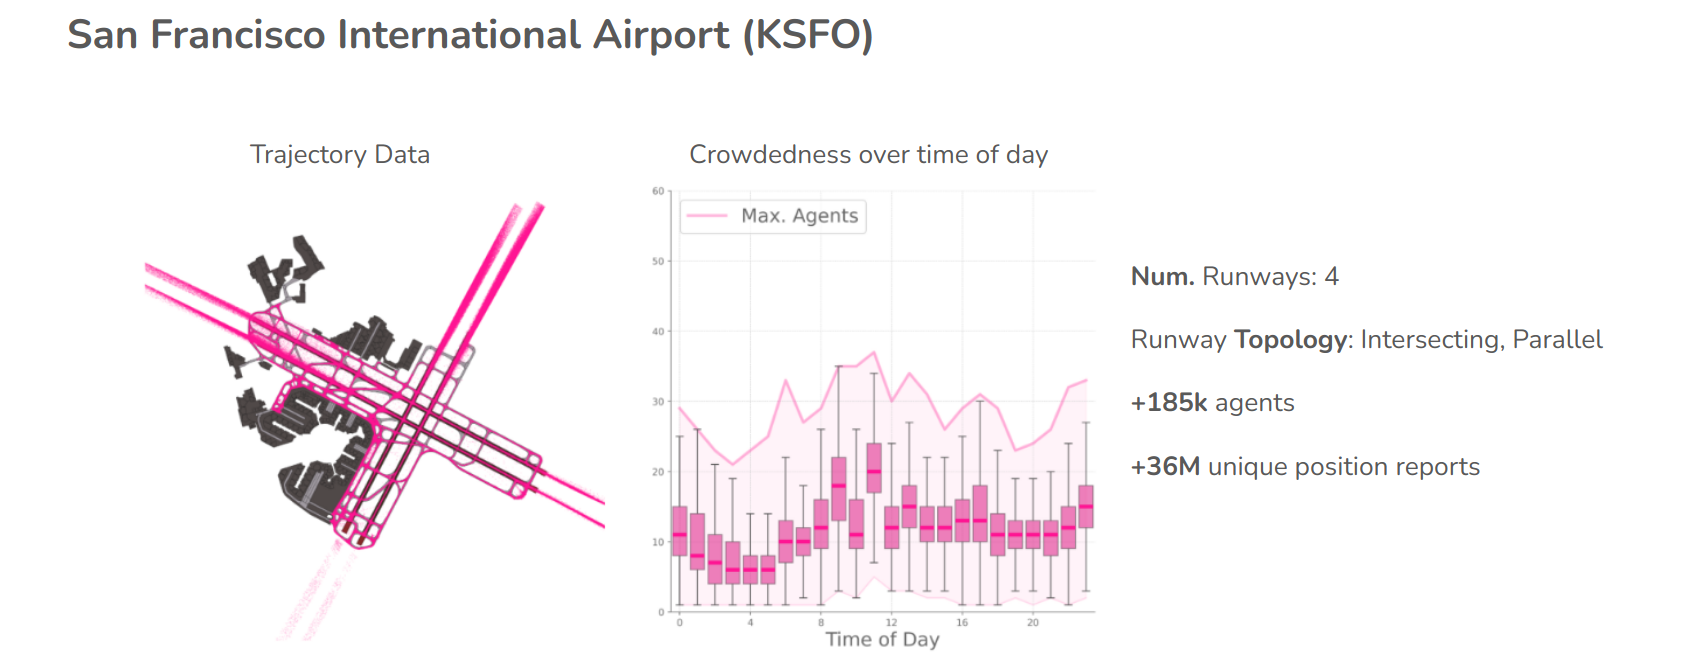 San Francisco International Airport (KSFO)
Trajectory Data
Crowdedness over time of day
60
Max. Agents
50
40
30
20
10
0
0 4 8 12 16 20
Time of Day
Num. Runways: 4
Runway Topology: Intersecting, Parallel
+185k agents
+36M unique position reports